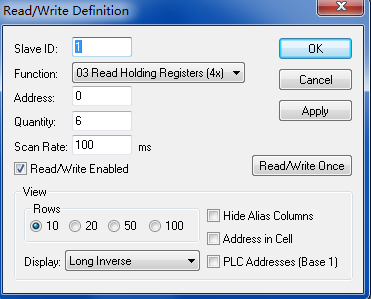 Read/Write Definition
Slave ID: 1
OK
Function: 03 Read Holding Registers (4x)
Cancel
Address: 0
Quantity: 6
Apply
Scan Rate: 100 ms
Read/Write Enabled
Read/Write Once
View
Rows
10 20 50 100
Hide Alias Columns
Address in Cell
Display: Long Inverse
PLC Addresses (Base 1)